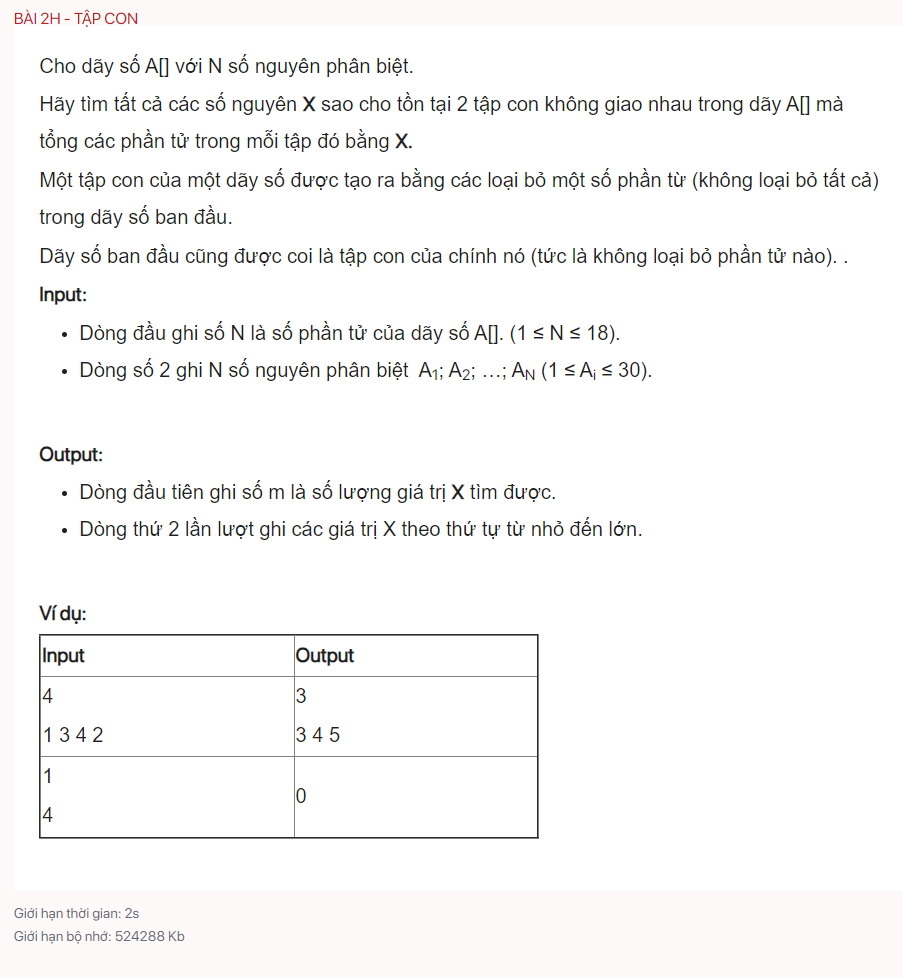 BÀI 2H - TẬP CON
Cho dãy số A[] với N số nguyên phân biệt.
Hãy tìm tất cả các số nguyên X sao cho tồn tại 2 tập con không giao nhau trong dãy A[] mà
tổng các phần tử trong mỗi tập đó bằng X.
Một tập con của một dãy số được tạo ra bằng các loại bỏ một số phần từ (không loại bỏ tất cả)
trong dãy số ban đầu.
Dãy số ban đầu cũng được coi là tập con của chính nó (tức là không loại bỏ phần tử nào). .
Input:
• Dòng đầu ghi số N là số phần tử của dãy số A[]. (1 ≤ N ≤ 18).
• Dòng số 2 ghi N số nguyên phân biệt A₁; A₂; …; Aɴ (1 ≤ Aᵢ ≤ 30).
Output:
• Dòng đầu tiên ghi số m là số lượng giá trị X tìm được.
• Dòng thứ 2 lần lượt ghi các giá trị X theo thứ tự từ nhỏ đến lớn.
Ví dụ:
Input Output
4 3
1 3 4 2 3 4 5
1
0
4
Giới hạn thời gian: 2s
Giới hạn bộ nhớ: 524288 Kb